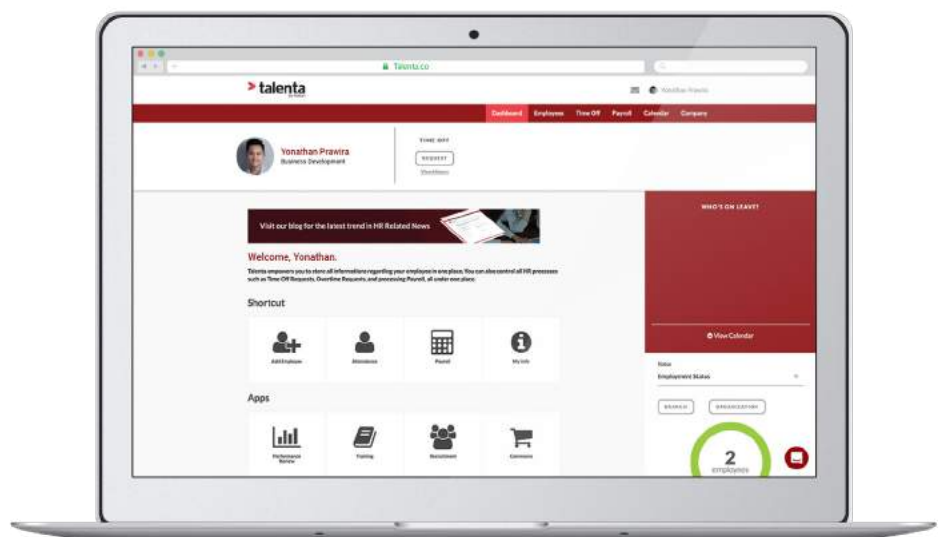 Talenta.co
talenta
Yonathan Prawira
Dashboard Employees Time Off Payroll Calendar Company
Yonathan Prawira
Business Development
TIME OFF
REQUEST
WHO'S ON LEAVE?
Visit our blog for the latest trend in HR Related News
Welcome, Yonathan.
Talenta empowers you to store all informations regarding your employee in one place. You can also control all HR processes
such as Time Off Requests, Overtime Requests, and processing Payroll, all under one place.
Shortcut
Add Employee Attendance Payroll My Info
View Calendar
Employment Status
BRANCH ORGANIZATION
Apps
Performance
Review
Training Recruitment Commerce
2
employees